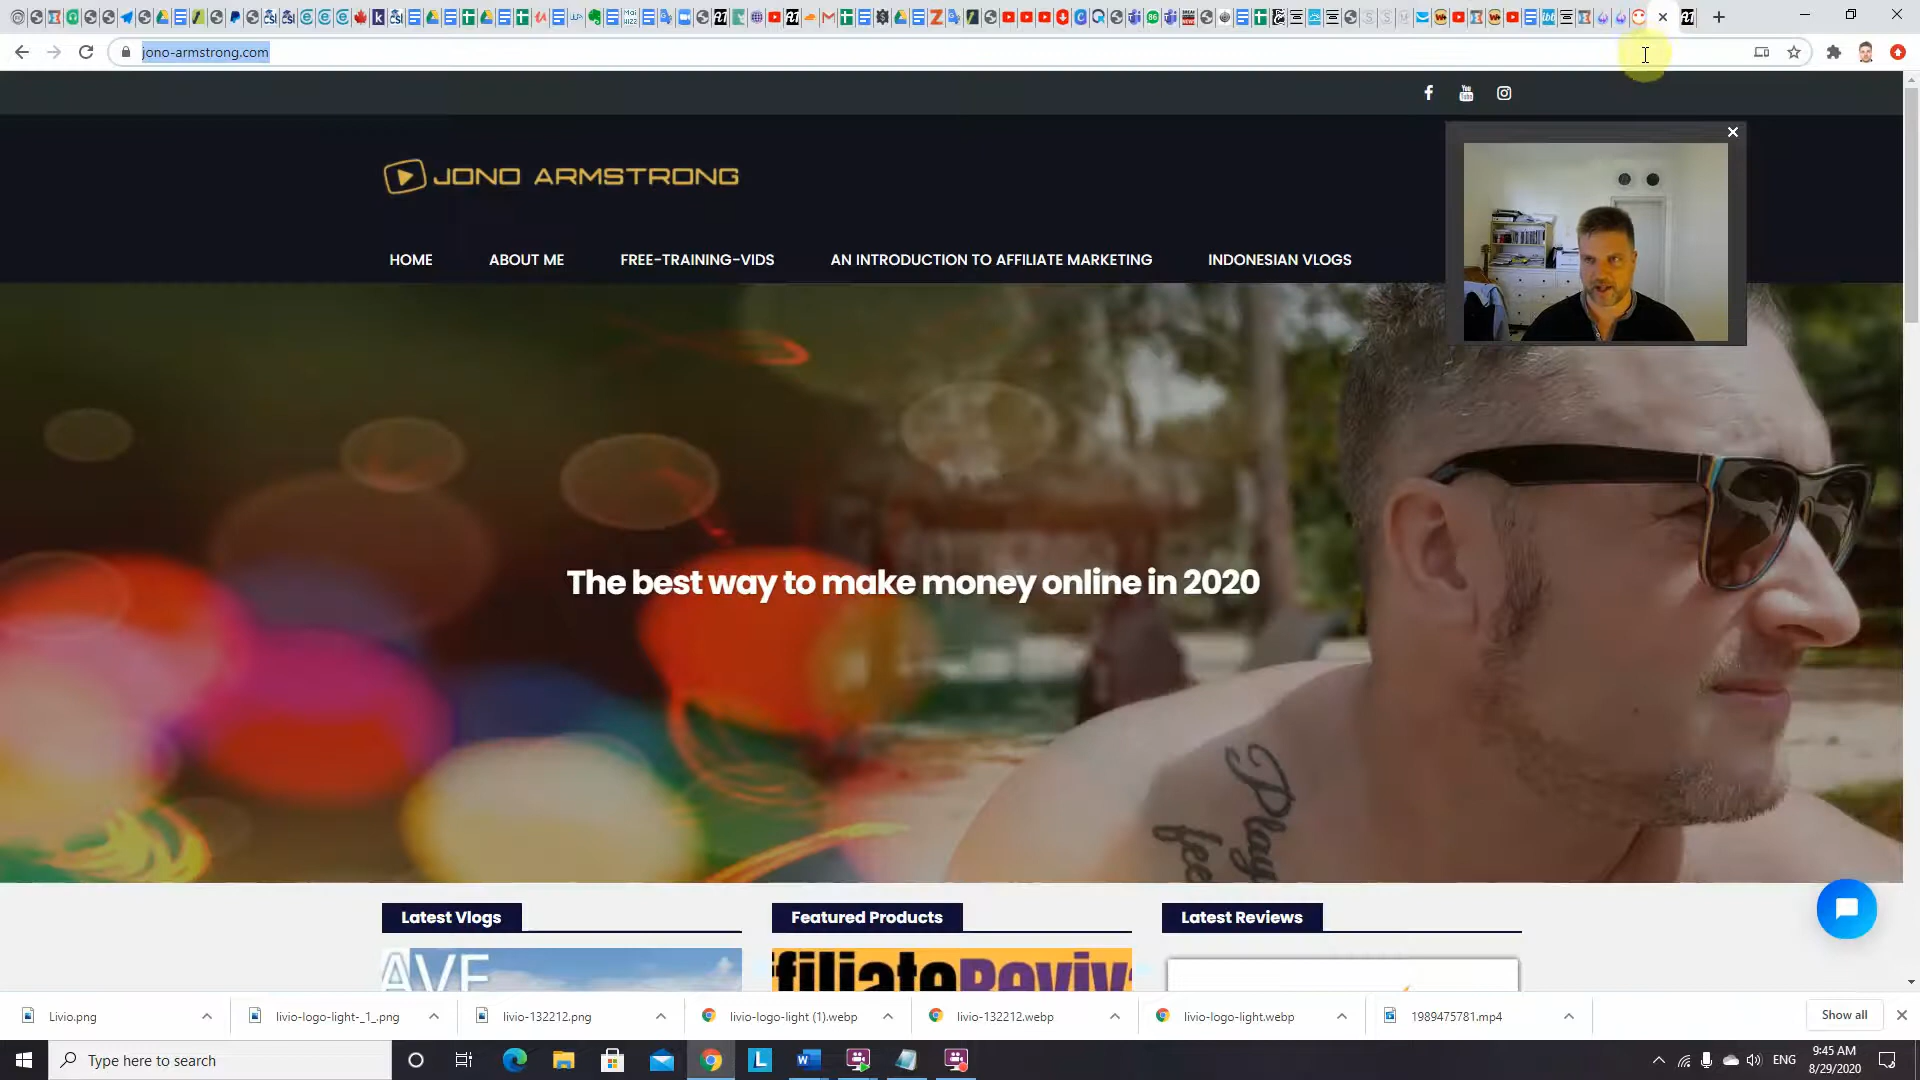 jono-armstrong.com
JONO ARMSTRONG
HOME ABOUT ME FREE-TRAINING-VIDS AN INTRODUCTION TO AFFILIATE MARKETING INDONESIAN VLOGS
The best way to make money online in 2020
Play
Latest Vlogs Featured Products Latest Reviews
Livio.png livio-logo-light-_1_.png livio-132212.png livio-logo-light (1).webp livio-132212.webp livio-logo-light.webp 1989475781.mp4 Show all
Type here to search
ENG
9:45 AM
8/29/2020